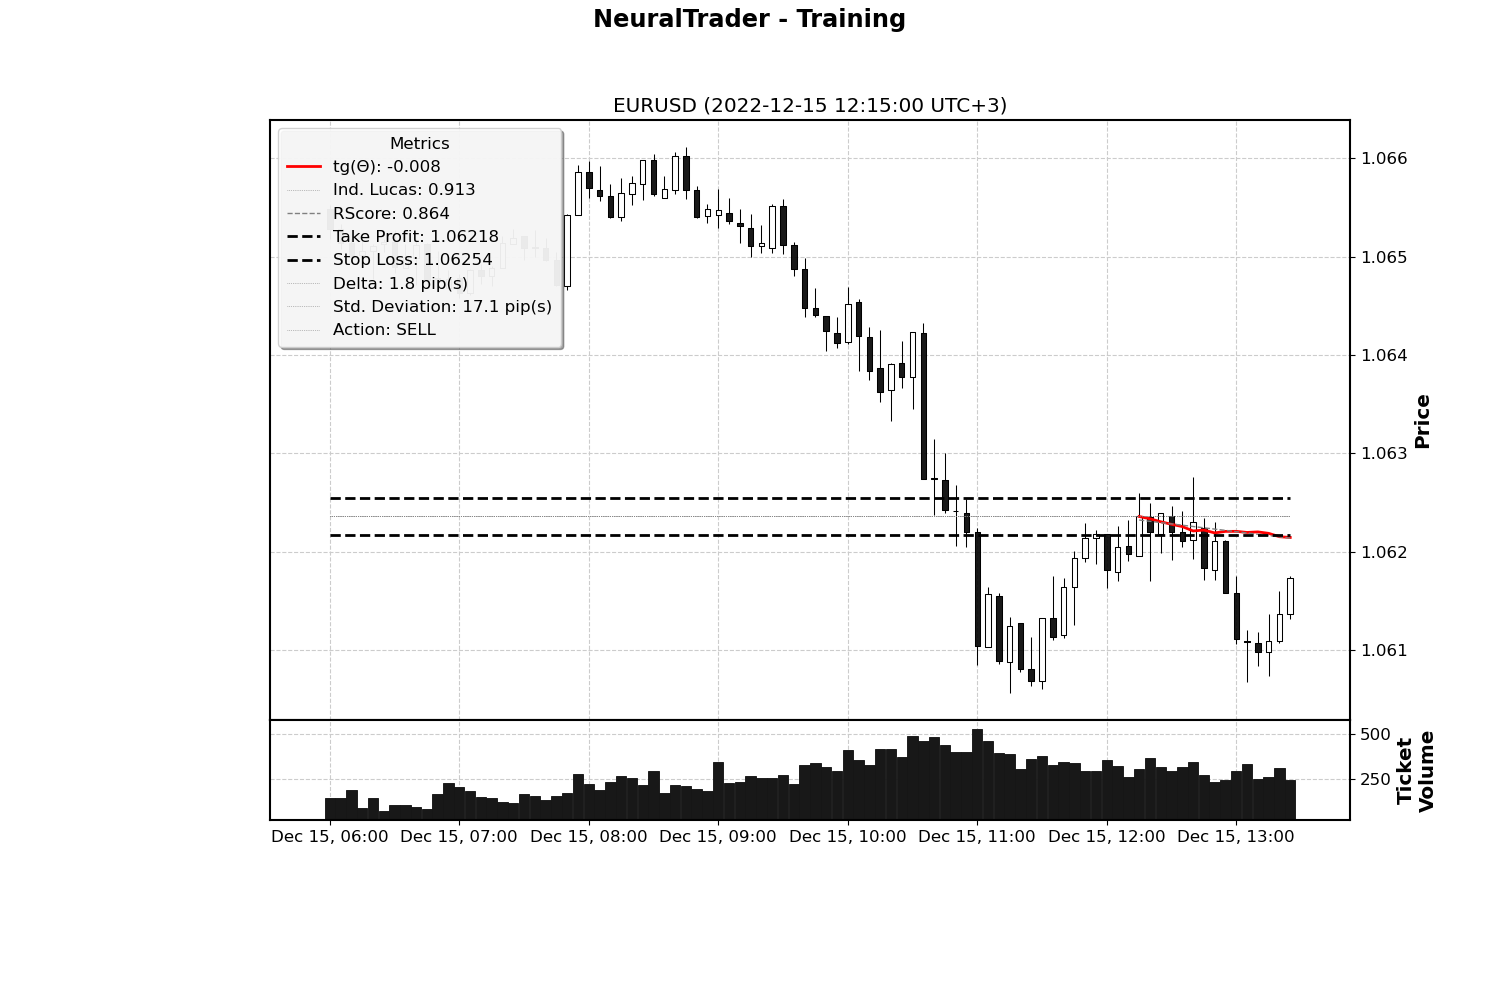 NeuralTrader - Training
EURUSD (2022-12-15 12:15:00 UTC+3)
Metrics
tg(Θ): -0.008
Ind. Lucas: 0.913
RScore: 0.864
Take Profit: 1.06218
Stop Loss: 1.06254
Delta: 1.8 pip(s)
Std. Deviation: 17.1 pip(s)
Action: SELL
1.066
1.065
1.064
1.063
1.062
1.061
Price
500
250
Ticket
Volume
Dec 15, 06:00 Dec 15, 07:00 Dec 15, 08:00 Dec 15, 09:00 Dec 15, 10:00 Dec 15, 11:00 Dec 15, 12:00 Dec 15, 13:00